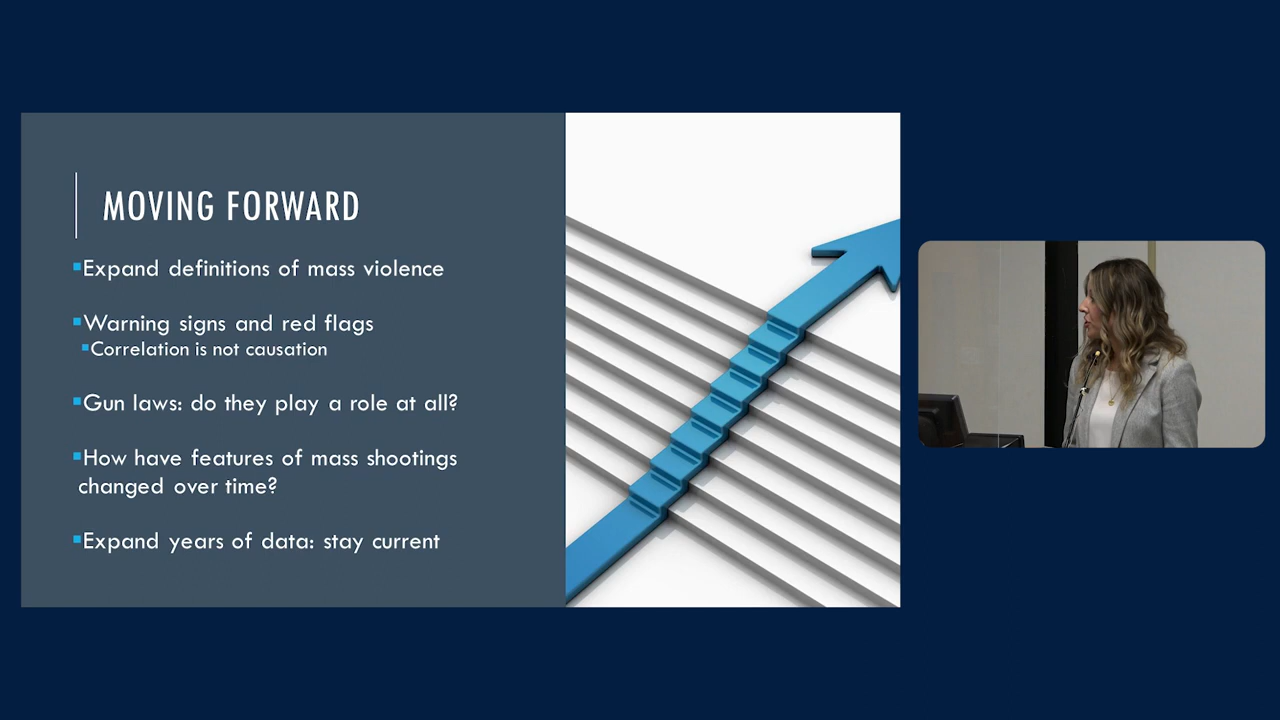 MOVING FORWARD
▪Expand definitions of mass violence
▪Warning signs and red flags
▪Correlation is not causation
▪Gun laws: do they play a role at all?
▪How have features of mass shootings
changed over time?
▪Expand years of data: stay current